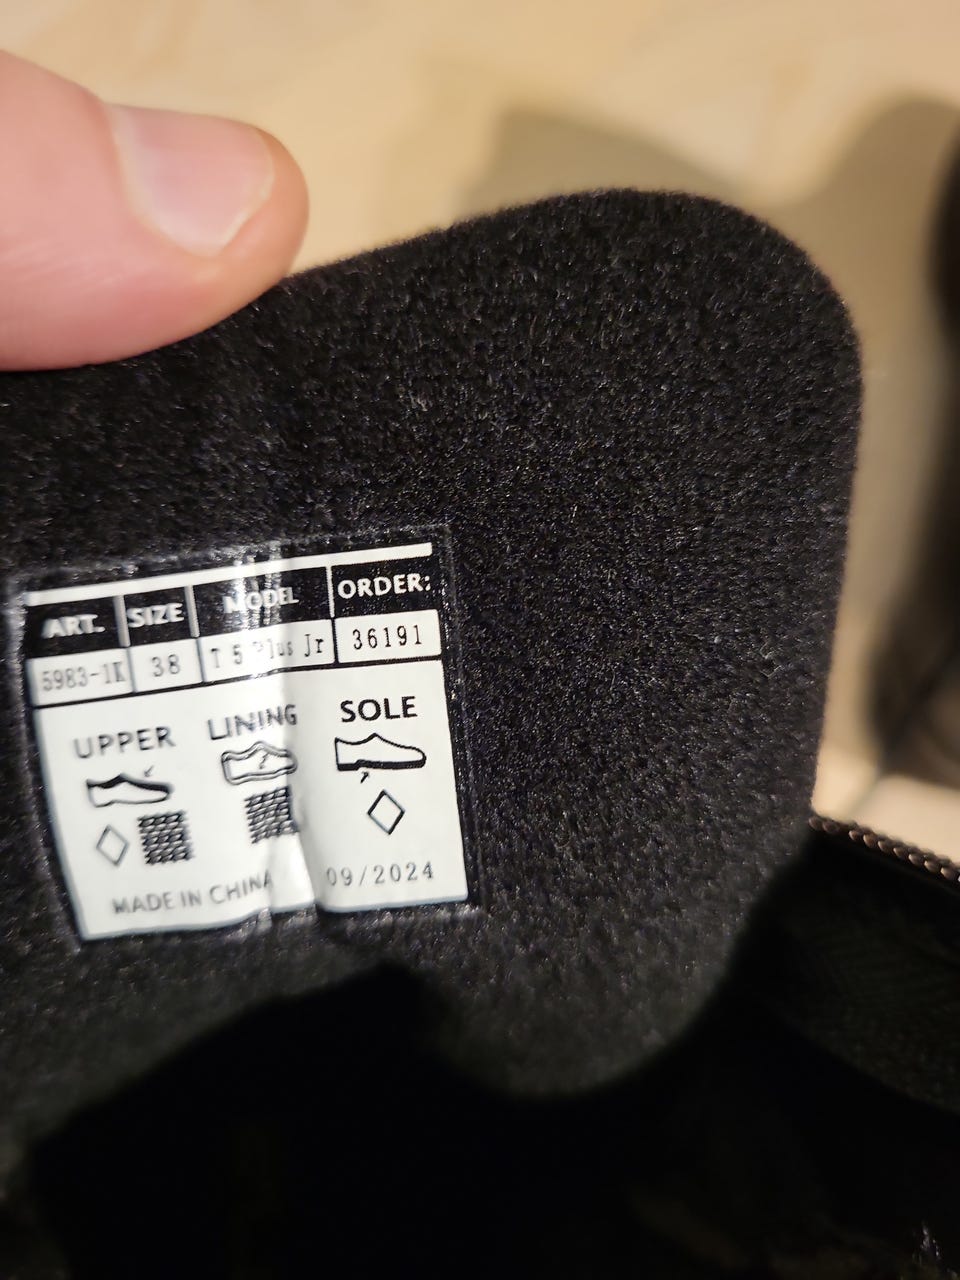 ART. SIZE MODEL ORDER:
5983-1K 38 T 5 Plus Jr 36191
UPPER LINING SOLE
MADE IN CHINA 09/2024